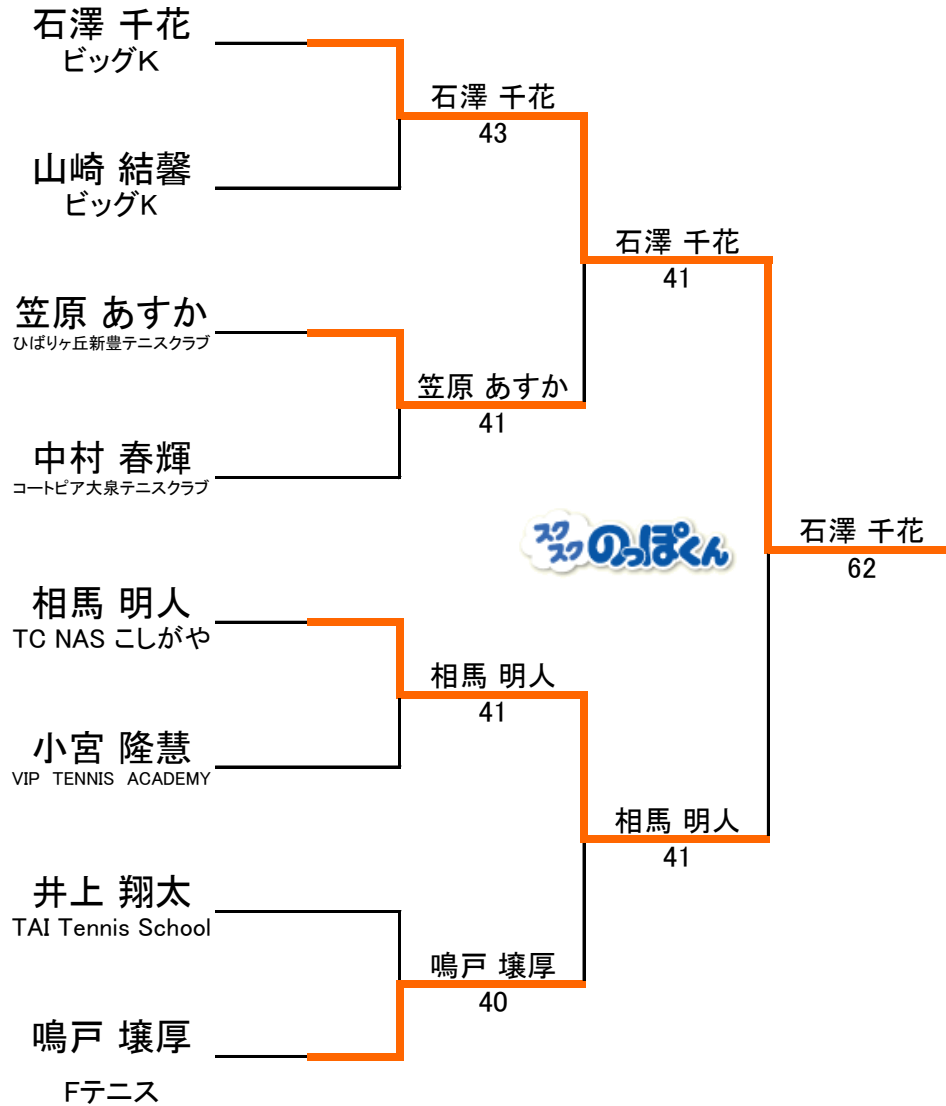 石澤 千花
ビッグK
山崎 結馨
ビッグK
笠原 あすか
ひばりヶ丘新豊テニスクラブ
中村 春輝
コートピア大泉テニスクラブ
相馬 明人
TC NAS こしがや
小宮 隆慧
VIP TENNIS ACADEMY
井上 翔太
TAI Tennis School
鳴戸 壌厚
Fテニス
石澤 千花
43
笠原 あすか
41
相馬 明人
41
鳴戸 壌厚
40
石澤 千花
41
相馬 明人
41
スクスク のっぽくん
石澤 千花
62